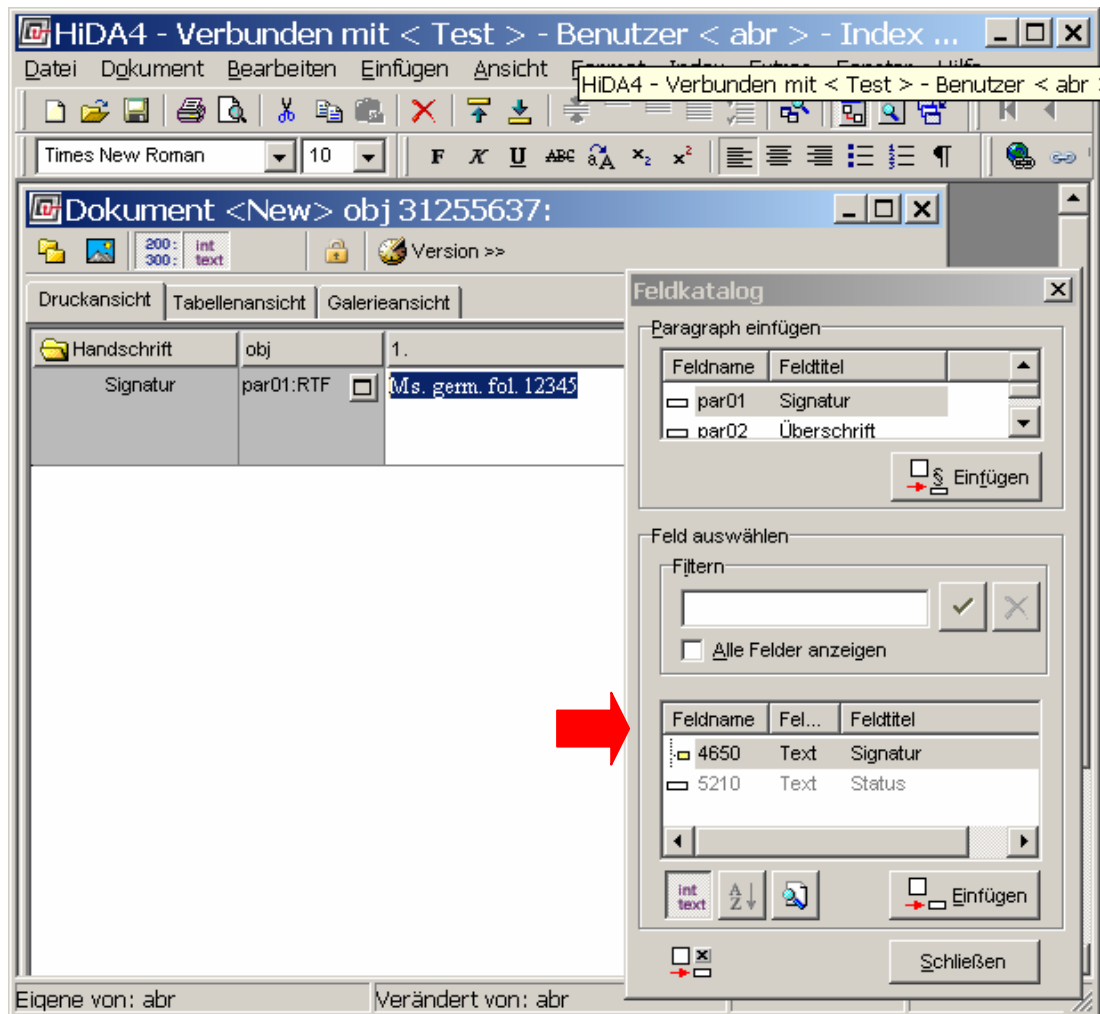 HiDA4 - Verbunden mit < Test > - Benutzer < abr > - Index ...
Datei Dokument Bearbeiten Einfügen Ansicht
HiDA4 - Verbunden mit < Test > - Benutzer < abr
Times New Roman 10 F K U ABC
Dokument <New> obj 31255637:
200: 300: int text Version >>
Druckansicht Tabellenansicht Galerieansicht
Handschrift obj 1.
Signatur par01:RTF Ms. germ. fol. 12345
Feldkatalog
Paragraph einfügen
Feldname Feldtitel
par01 Signatur
par02 Überschrift
§ Einfügen
Feld auswählen
Filtern
Alle Felder anzeigen
Feldname Fel... Feldtitel
4650 Text Signatur
5210 Text Status
int text A Z Einfügen
Schließen
Eigene von: abr Verändert von: abr